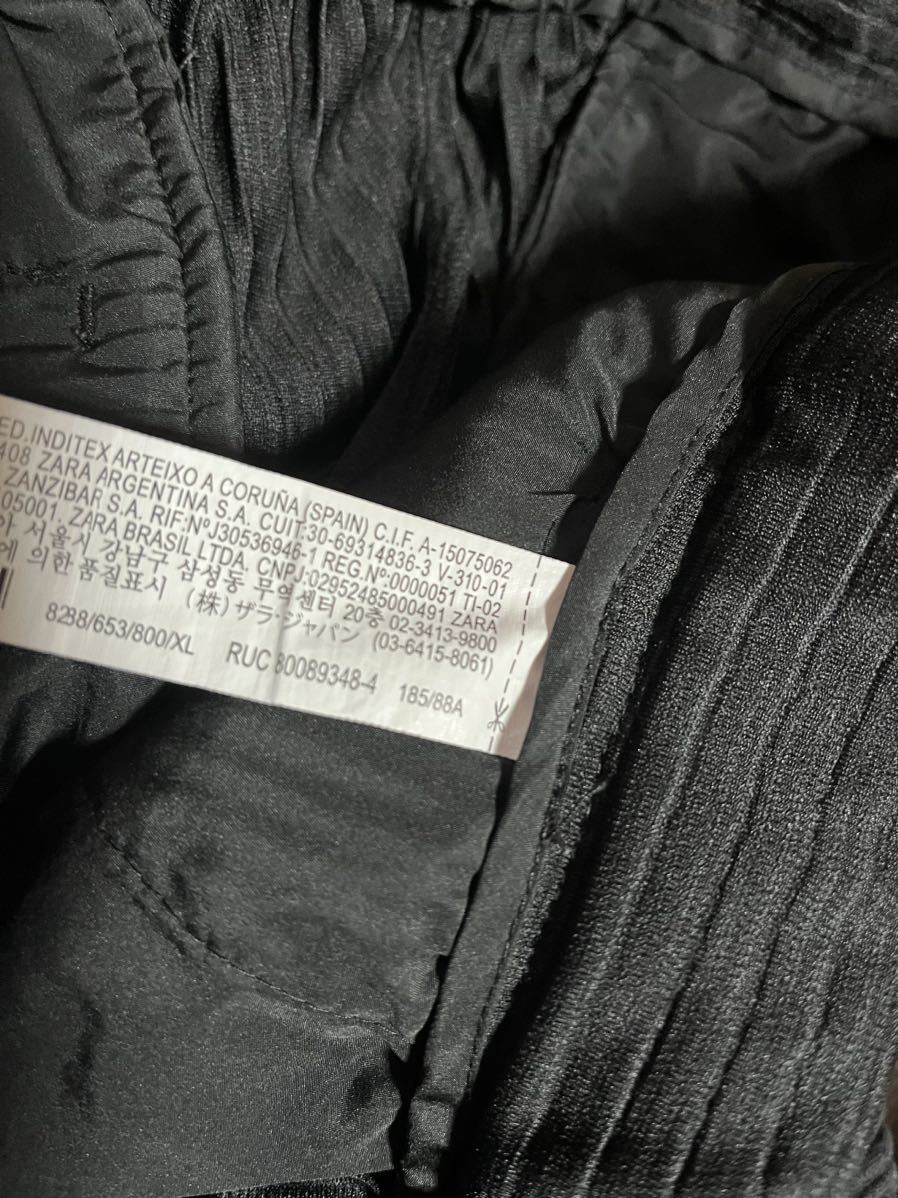 ED.INDITEX ARTEIXO A CORUÑA (SPAIN) C.I.F. A-15075062
408 ZARA ARGENTINA S.A. CUIT:30-69314836-3 V-310-01
ZANZIBAR S.A. RIF:NºJ30536946-1 REG.Nº:0000051 TI-02
05001, ZARA BRASIL LTDA. CNPJ:02952485000491 ZARA
서울시 강남구 삼성동 무역센터 20층 02-3413-9800
에 의한 품질표시 (株)ザラ·ジャパン (03-6415-8061)
8238/653/800/XL RUC 80089348-4 185/88A